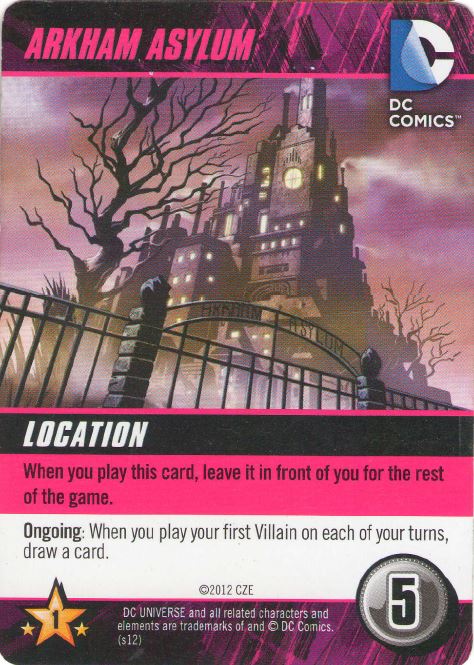 ARKHAM ASYLUM
DC
COMICS™
ARKHAM ASYLUM
LOCATION
When you play this card, leave it in front of you for the rest
of the game.
Ongoing: When you play your first Villain on each of your turns,
draw a card.
©2012 CZE
1
DC UNIVERSE and all related characters and
elements are trademarks of and © DC Comics.
(s12)
5